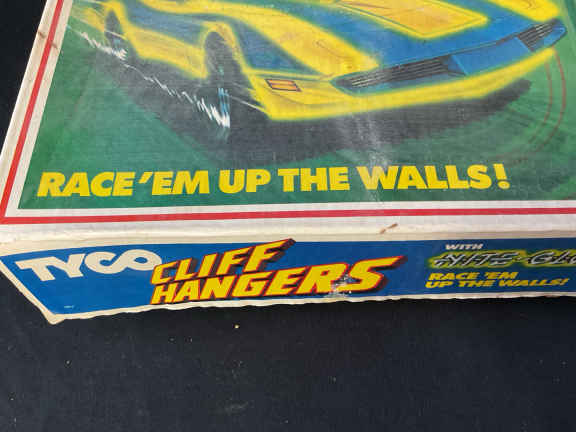 RACE 'EM UP THE WALLS!
TYCO
CLIFF
HANGERS
WITH
RACE 'EM
UP THE WALLS!